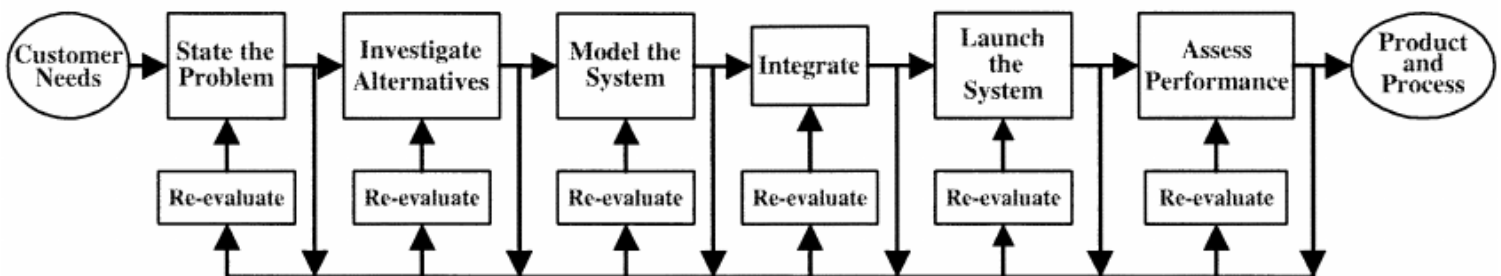 Customer
Needs
State the
Problem
Investigate
Alternatives
Model the
System
Integrate
Launch
the
System
Assess
Performance
Product
and
Process
Re-evaluate
Re-evaluate
Re-evaluate
Re-evaluate
Re-evaluate
Re-evaluate